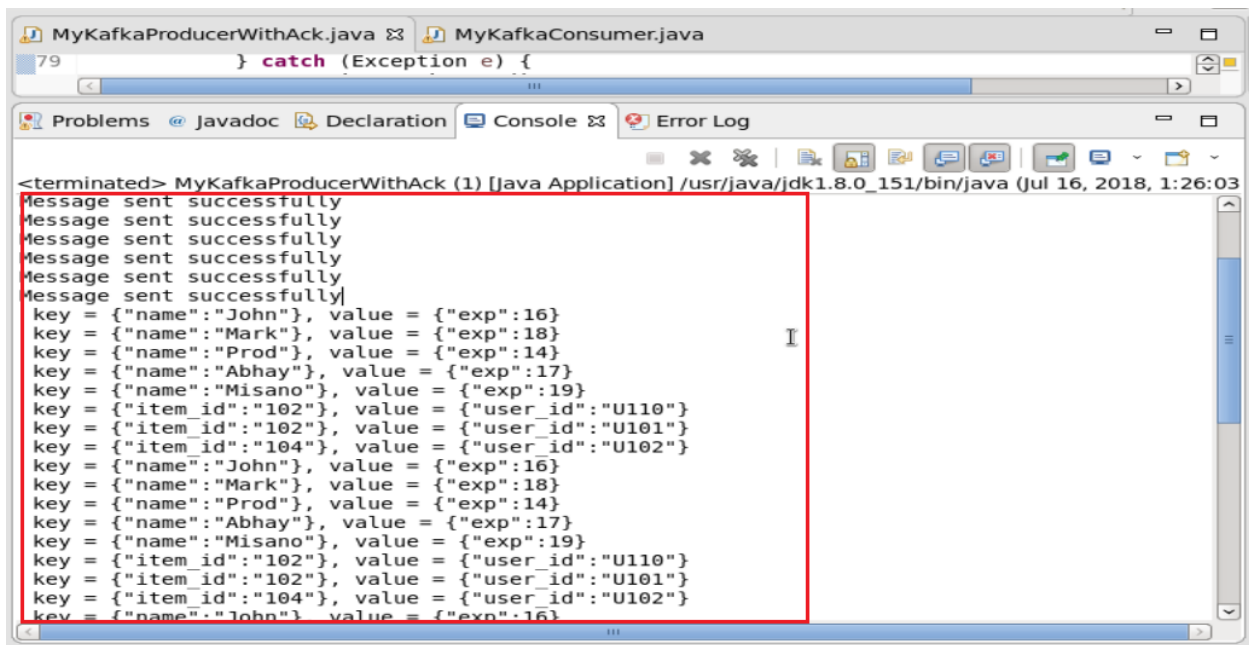 MyKafkaProducerWithAck.java MyKafkaConsumer.java
79 } catch (Exception e) {
Problems @ Javadoc Declaration Console Error Log
<terminated> MyKafkaProducerWithAck (1) [Java Application] /usr/java/jdk1.8.0_151/bin/java (Jul 16, 2018, 1:26:03
Message sent successfully
Message sent successfully
Message sent successfully
Message sent successfully
Message sent successfully
Message sent successfully
key = {"name":"John"}, value = {"exp":16}
key = {"name":"Mark"}, value = {"exp":18}
key = {"name":"Prod"}, value = {"exp":14}
key = {"name":"Abhay"}, value = {"exp":17}
key = {"name":"Misano"}, value = {"exp":19}
key = {"item_id":"102"}, value = {"user_id":"U110"}
key = {"item_id":"102"}, value = {"user_id":"U101"}
key = {"item_id":"104"}, value = {"user_id":"U102"}
key = {"name":"John"}, value = {"exp":16}
key = {"name":"Mark"}, value = {"exp":18}
key = {"name":"Prod"}, value = {"exp":14}
key = {"name":"Abhay"}, value = {"exp":17}
key = {"name":"Misano"}, value = {"exp":19}
key = {"item_id":"102"}, value = {"user_id":"U110"}
key = {"item_id":"102"}, value = {"user_id":"U101"}
key = {"item_id":"104"}, value = {"user_id":"U102"}
key = {"name":"John"}, value = {"exp":16}